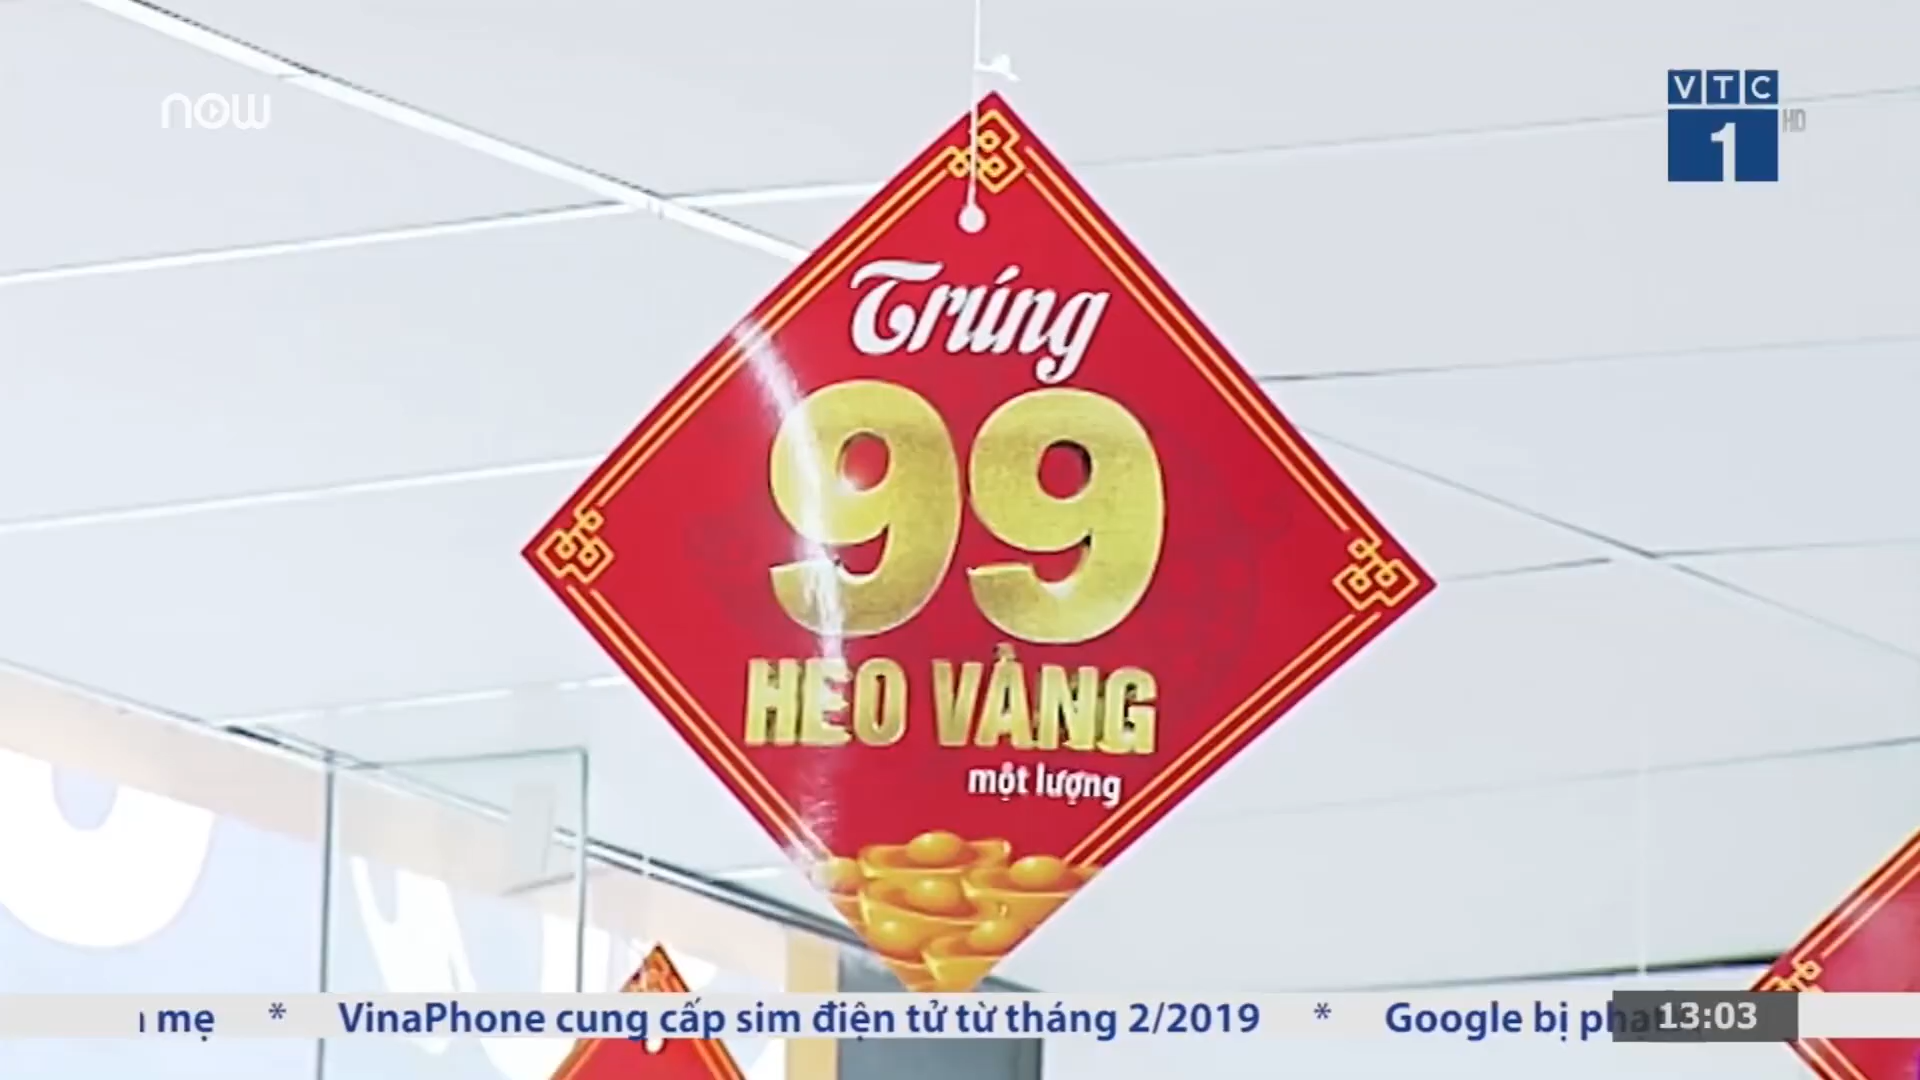 now
VTC
1 HD
Trúng
99
HEO VÀNG
một lượng
mẹ * VinaPhone cung cấp sim điện tử từ tháng 2/2019 * Google bị
13:03